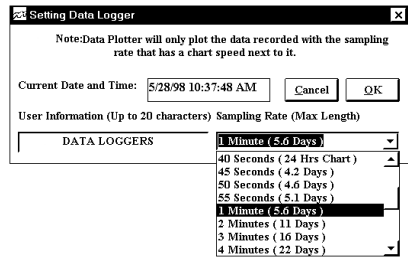 Setting Data Logger
Note:Data Plotter will only plot the data recorded with the sampling
rate that has a chart speed next to it.
Current Date and Time: 5/28/98 10:37:48 AM Cancel OK
User Information (Up to 20 characters) Sampling Rate (Max Length)
DATA LOGGERS 1 Minute ( 5.6 Days )
40 Seconds ( 24 Hrs Chart )
45 Seconds ( 4.2 Days )
50 Seconds ( 4.6 Days )
55 Seconds ( 5.1 Days )
1 Minute ( 5.6 Days )
2 Minutes ( 11 Days )
3 Minutes ( 16 Days )
4 Minutes ( 22 Days )